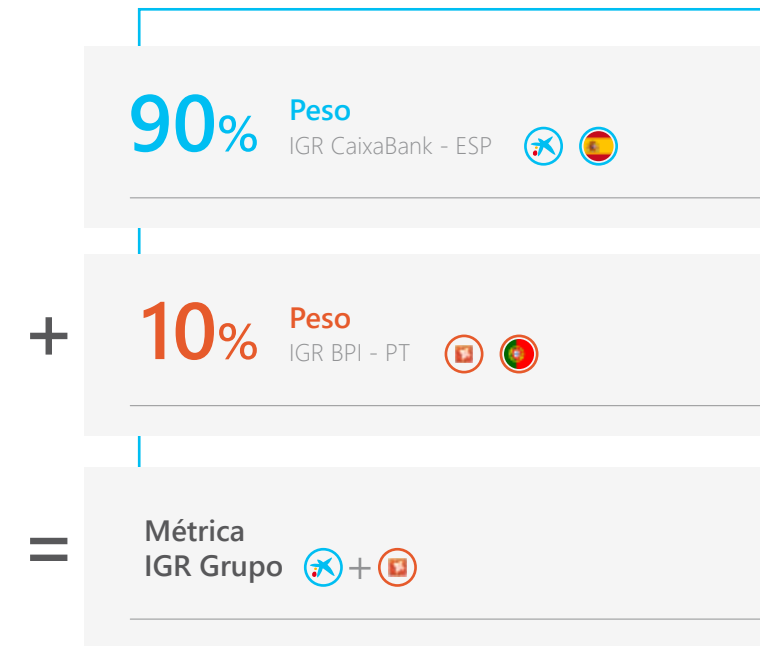 90%
Peso
IGR CaixaBank - ESP
+
10%
Peso
IGR BPI - PT
=
Métrica
IGR Grupo +